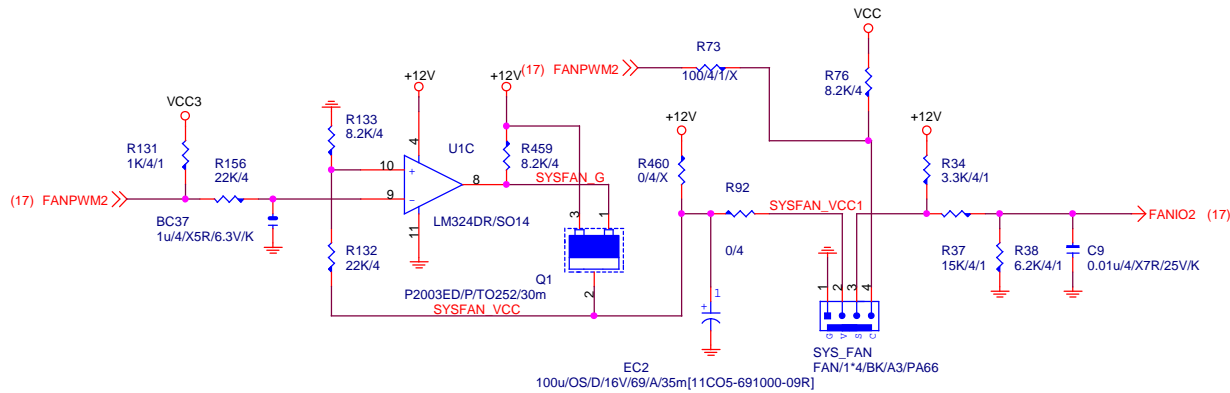 VCC
R73
(17) FANPWM2
100/4/1/X
R76
8.2K/4
+12V
+12V
VCC3
R133
8.2K/4
+12V
+12V
R131
1K/4/1
R156
22K/4
4
U1C
R459
8.2K/4
R460
0/4/X
R34
3.3K/4/1
10
+
8
SYSFAN_G
R92
(17) FANPWM2
9
-
SYSFAN_VCC1
FANIO2 (17)
BC37
1u/4/X5R/6.3V/K
11
LM324DR/SO14
3
1
R132
22K/4
0/4
R37
15K/4/1
R38
6.2K/4/1
C9
0.01u/4/X7R/25V/K
Q1
P2003ED/P/TO252/30m
2
SYSFAN_VCC
1
+
1
2
3
4
G
V
S
C
SYS_FAN
FAN/1*4/BK/A3/PA66
EC2
100u/OS/D/16V/69/A/35m[11CO5-691000-09R]